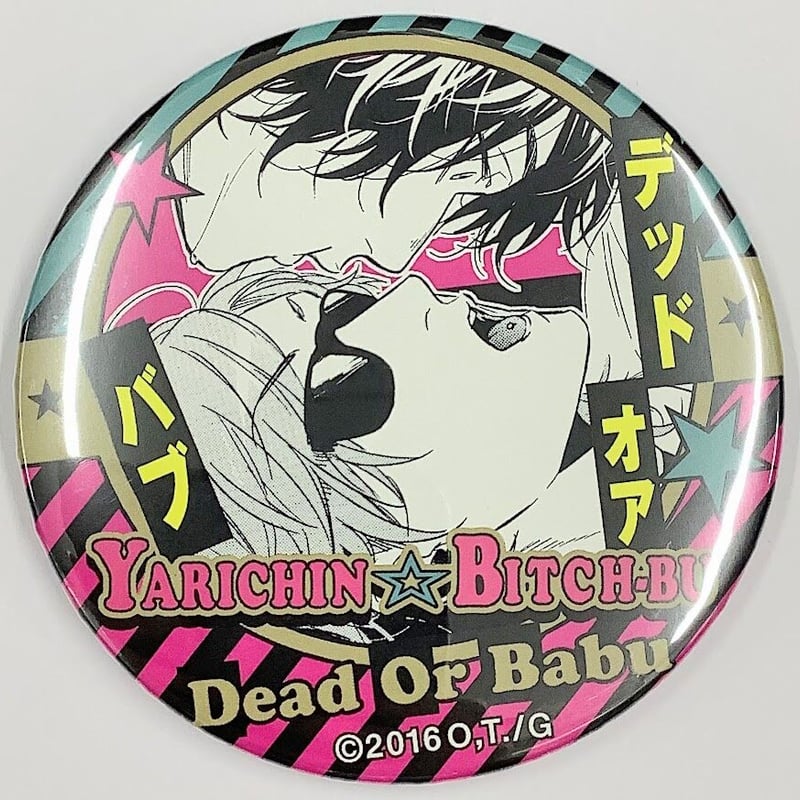 デッド
オア
バブ
YARICHIN☆BITCH-BU
Dead Or Babu
©2016 O,T./G